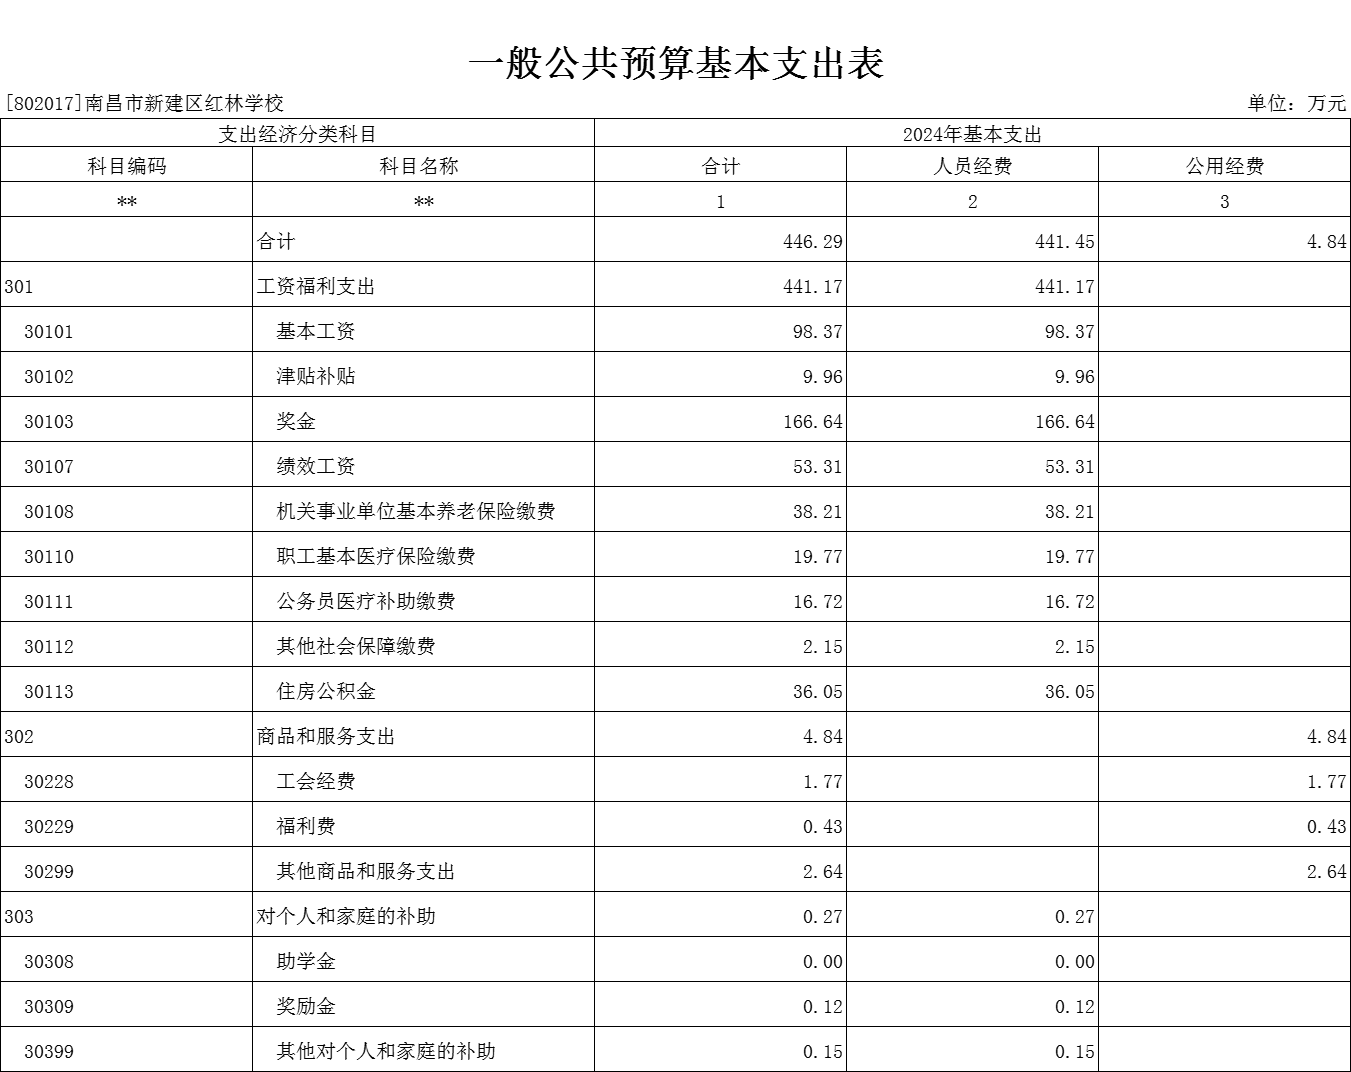 一般公共预算基本支出表
[802017]南昌市新建区红林学校 单位：万元
支出经济分类科目 2024年基本支出
科目编码 科目名称 合计 人员经费 公用经费
** ** 1 2 3
合计 446.29 441.45 4.84
301 工资福利支出 441.17 441.17
30101 基本工资 98.37 98.37
30102 津贴补贴 9.96 9.96
30103 奖金 166.64 166.64
30107 绩效工资 53.31 53.31
30108 机关事业单位基本养老保险缴费 38.21 38.21
30110 职工基本医疗保险缴费 19.77 19.77
30111 公务员医疗补助缴费 16.72 16.72
30112 其他社会保障缴费 2.15 2.15
30113 住房公积金 36.05 36.05
302 商品和服务支出 4.84 4.84
30228 工会经费 1.77 1.77
30229 福利费 0.43 0.43
30299 其他商品和服务支出 2.64 2.64
303 对个人和家庭的补助 0.27 0.27
30308 助学金 0.00 0.00
30309 奖励金 0.12 0.12
30399 其他对个人和家庭的补助 0.15 0.15